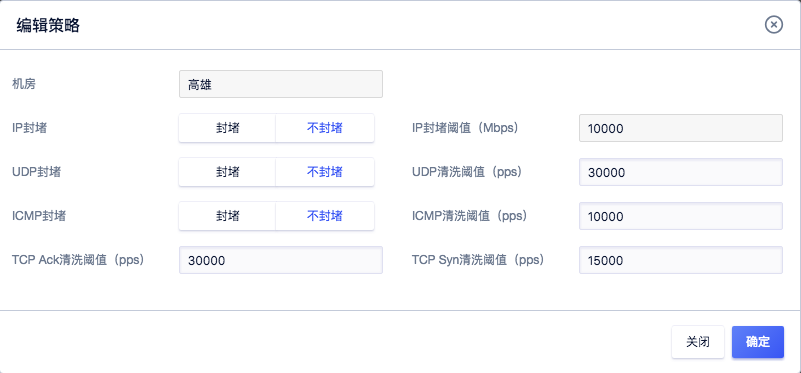 编辑策略
机房 高雄
IP封堵 封堵 不封堵 IP封堵阈值（Mbps） 10000
UDP封堵 封堵 不封堵 UDP清洗阈值（pps） 30000
ICMP封堵 封堵 不封堵 ICMP清洗阈值（pps） 10000
TCP Ack清洗阈值（pps） 30000 TCP Syn清洗阈值（pps） 15000
关闭 确定